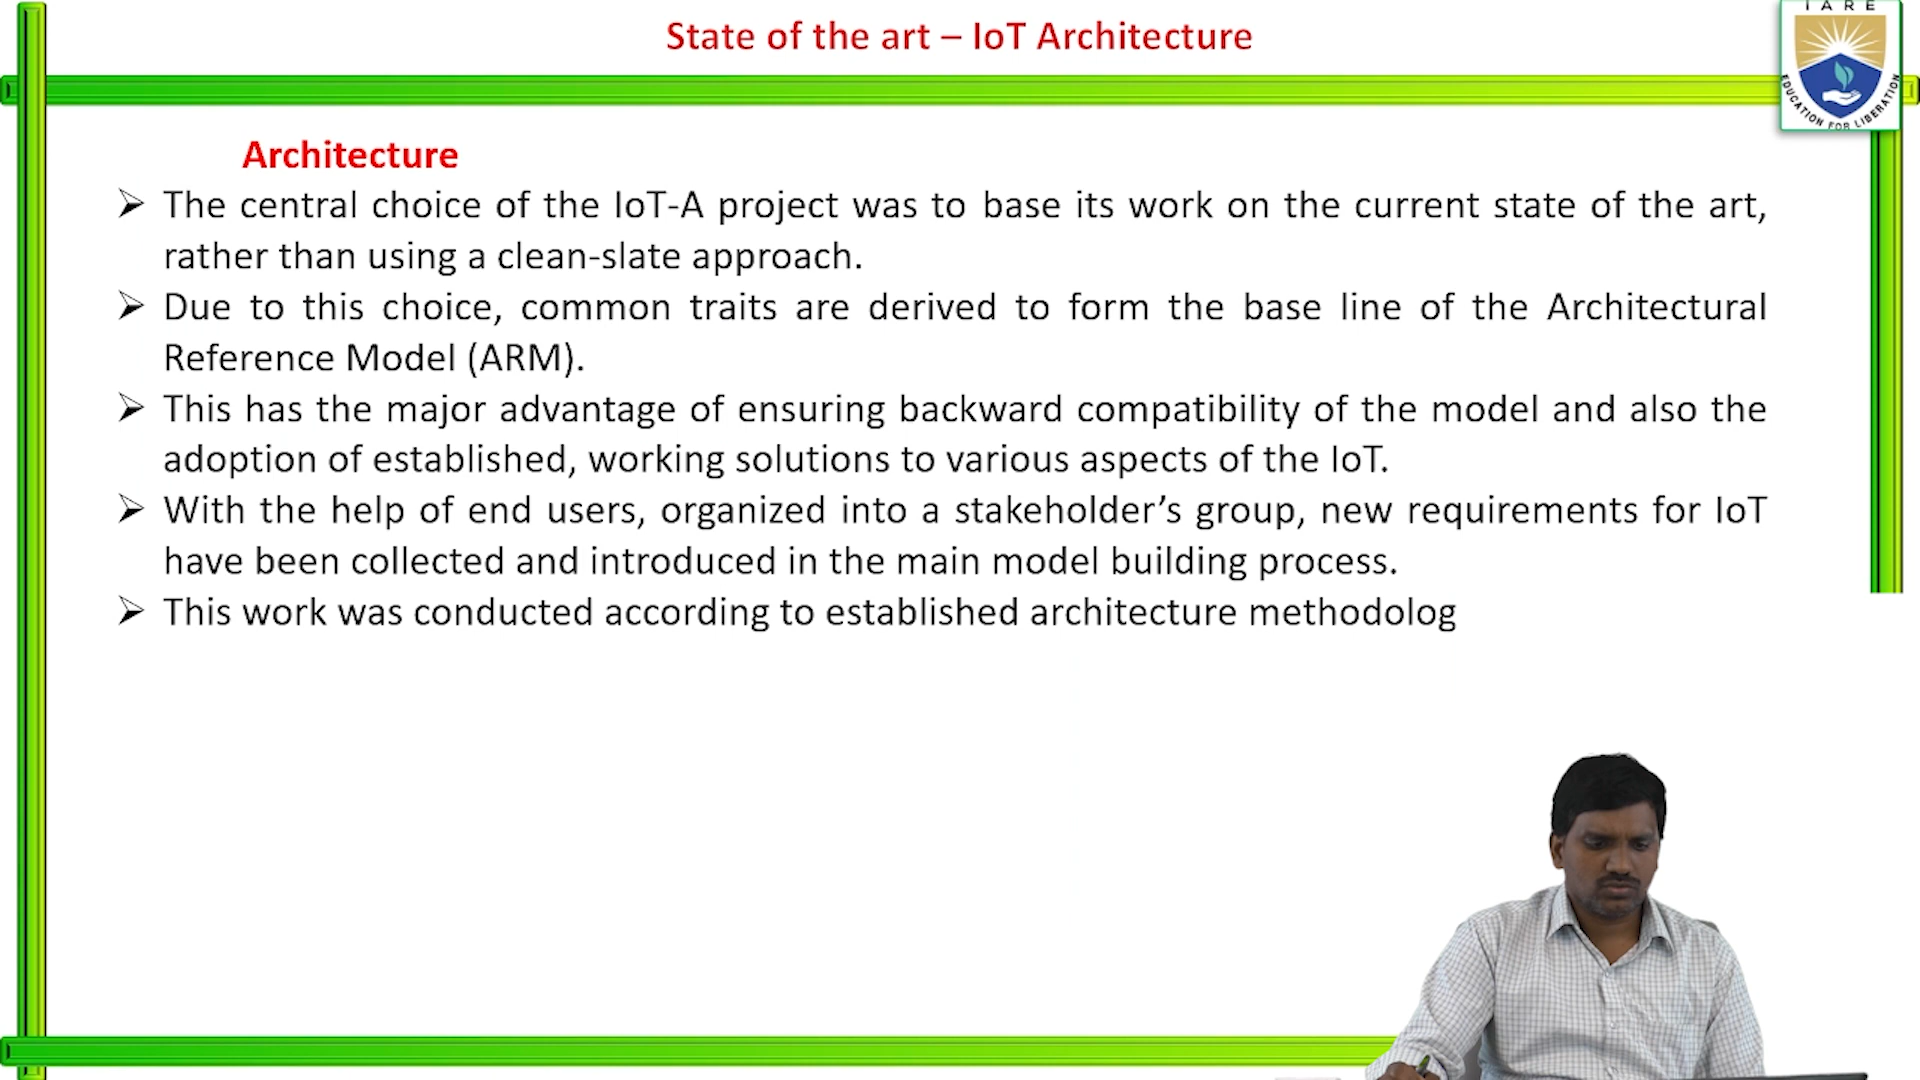 State of the art – IoT Architecture
IARE
EDUCATION FOR LIBERATION
Architecture
➢ The central choice of the IoT-A project was to base its work on the current state of the art,
rather than using a clean-slate approach.
➢ Due to this choice, common traits are derived to form the base line of the Architectural
Reference Model (ARM).
➢ This has the major advantage of ensuring backward compatibility of the model and also the
adoption of established, working solutions to various aspects of the IoT.
➢ With the help of end users, organized into a stakeholder’s group, new requirements for IoT
have been collected and introduced in the main model building process.
➢ This work was conducted according to established architecture methodolog